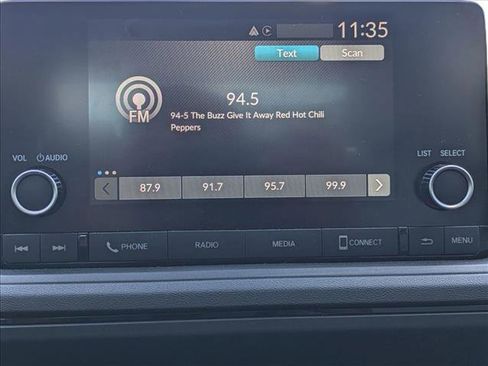 11:35
Text Scan
FM
94.5
94-5 The Buzz Give It Away Red Hot Chili
Peppers
VOL AUDIO
LIST SELECT
87.9 91.7 95.7 99.9
PHONE RADIO MEDIA CONNECT MENU